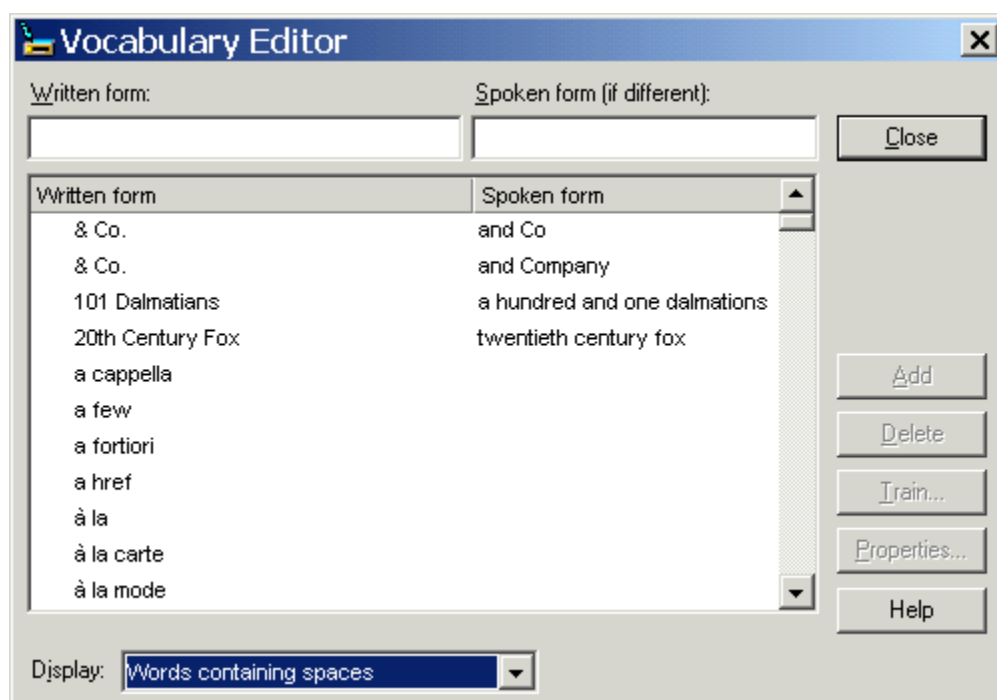 Vocabulary Editor
Written form: Spoken form (if different):
Close
Written form Spoken form
& Co. and Co
& Co. and Company
101 Dalmatians a hundred and one dalmations
20th Century Fox twentieth century fox
a cappella
a few
a fortiori
a href
à la
à la carte
à la mode
Add
Delete
Train...
Properties...
Help
Display: Words containing spaces